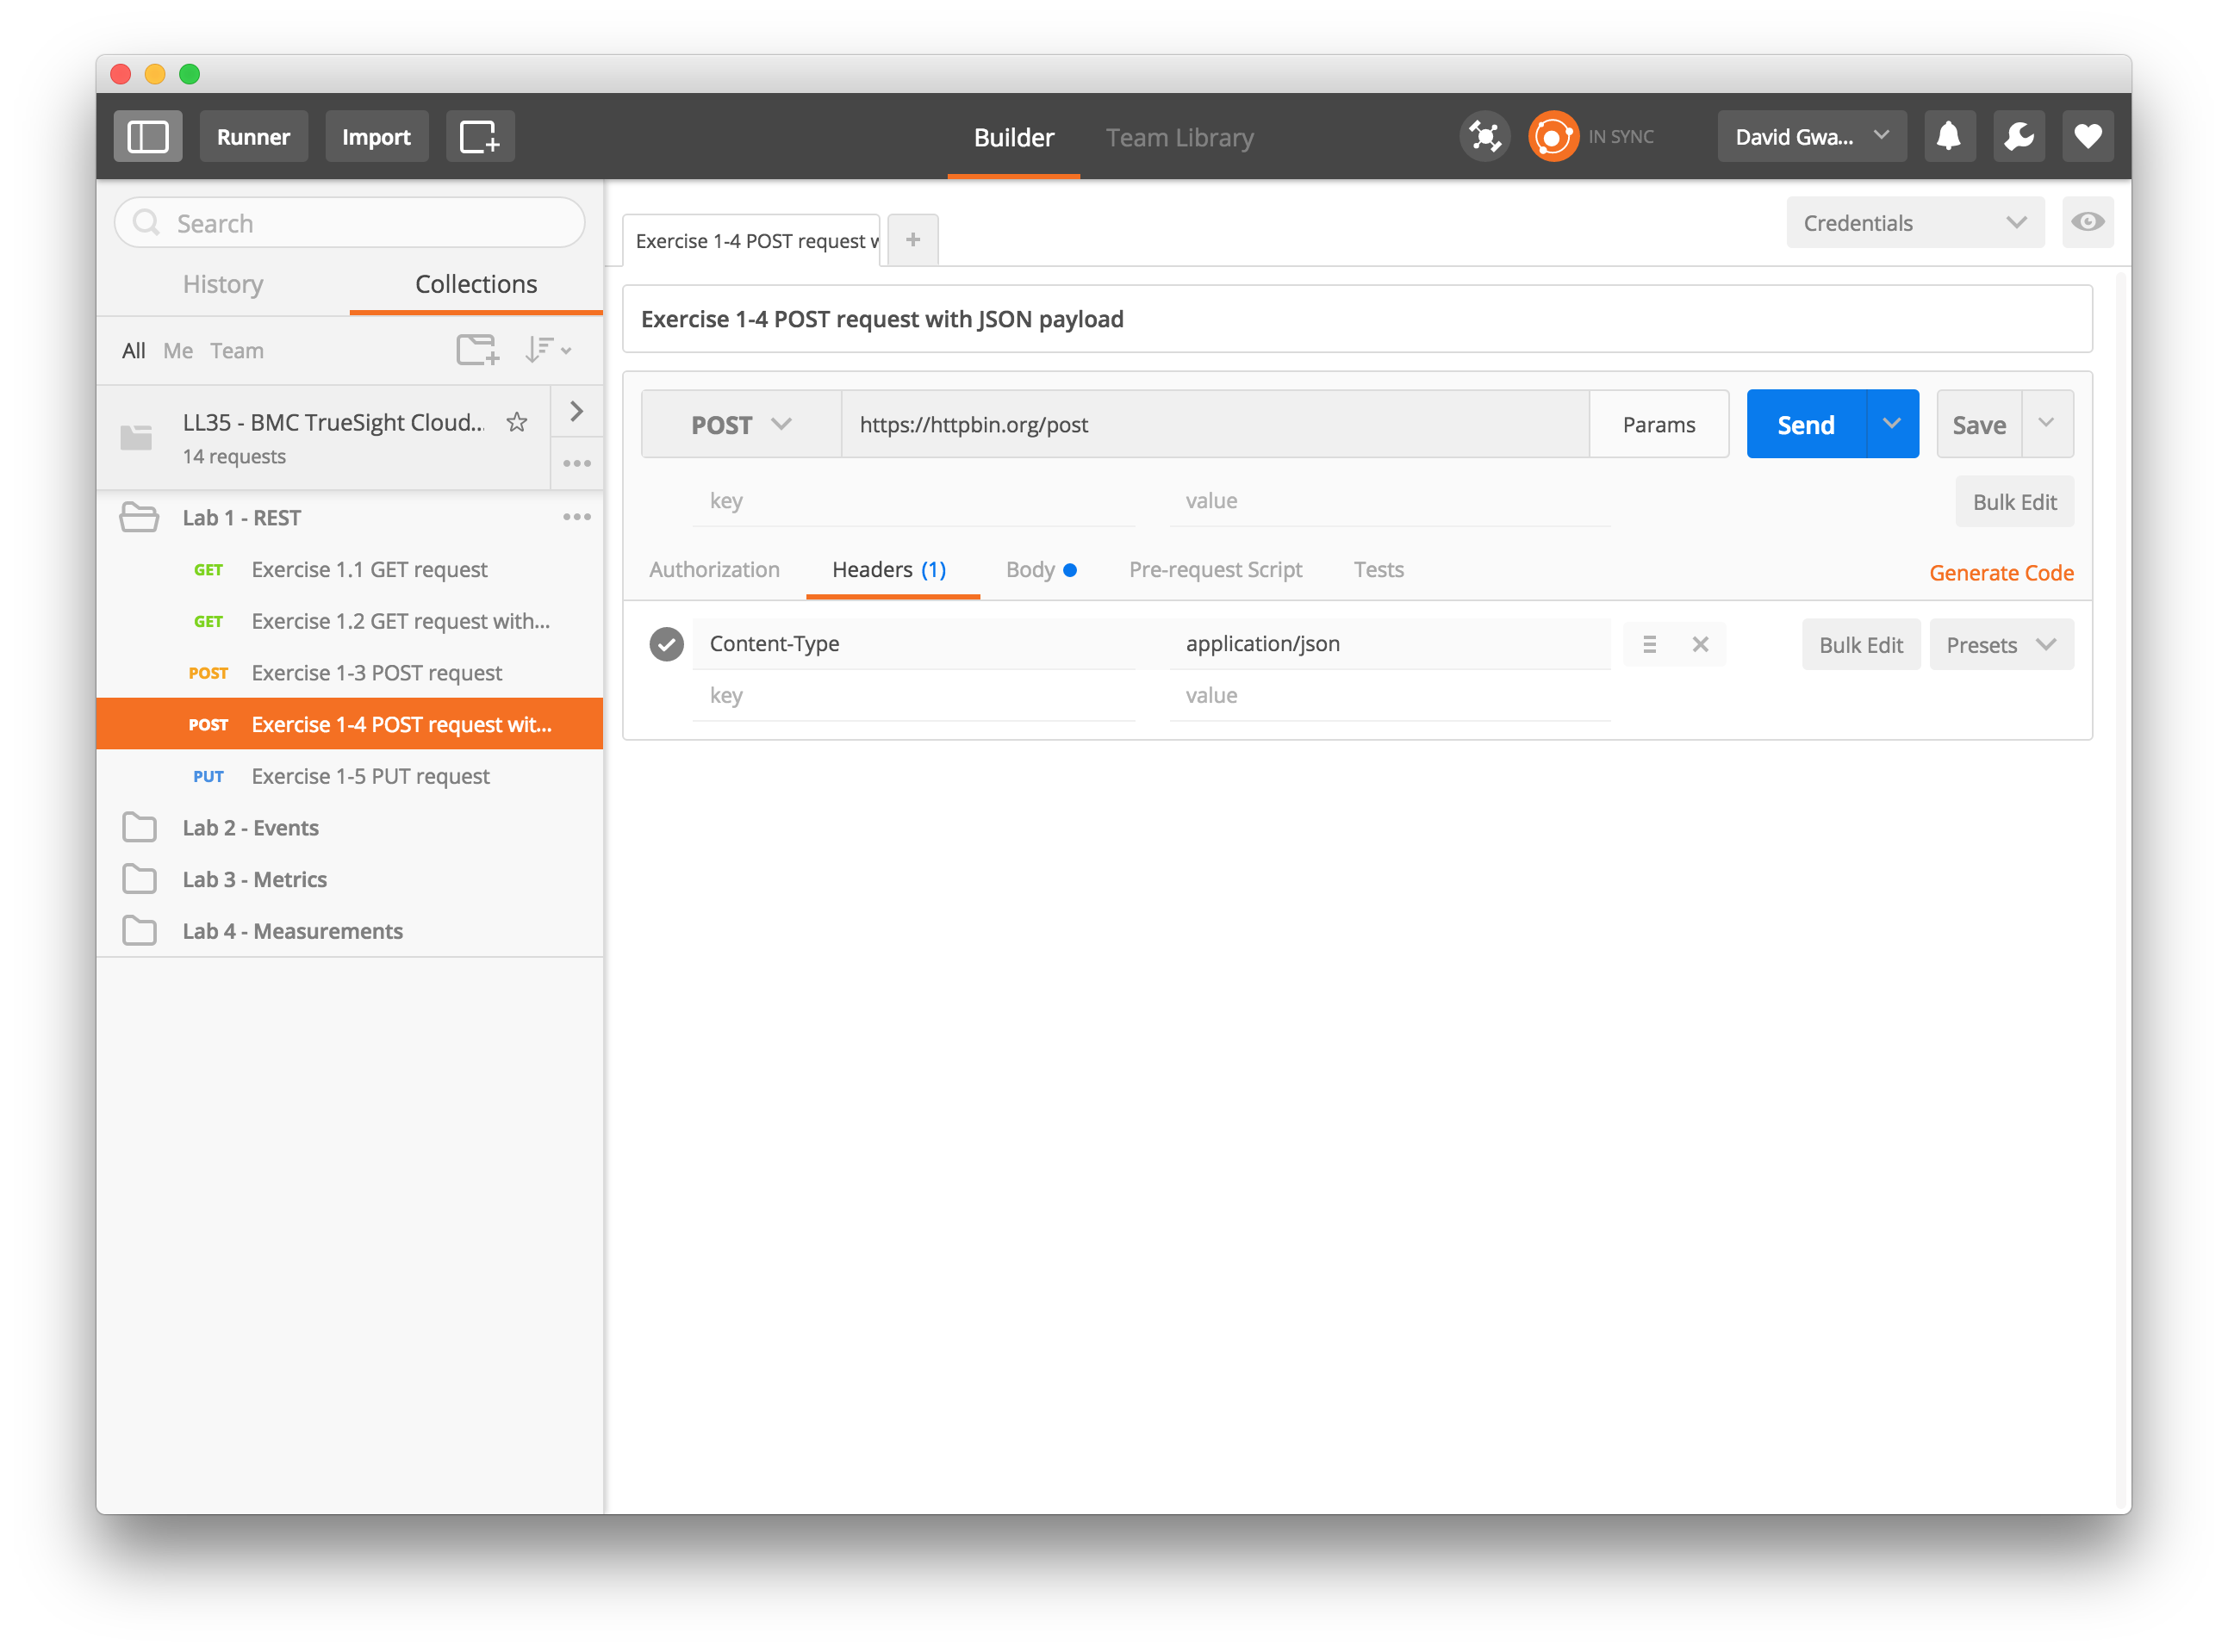 Runner
Import
Builder
Team Library
IN SYNC
David Gwa...
Search
History
Collections
All Me Team
LL35 - BMC TrueSight Cloud..
14 requests
Lab 1 - REST
GET Exercise 1.1 GET request
GET Exercise 1.2 GET request with...
POST Exercise 1-3 POST request
POST Exercise 1-4 POST request wit...
PUT Exercise 1-5 PUT request
Lab 2 - Events
Lab 3 - Metrics
Lab 4 - Measurements
Exercise 1-4 POST request w
Credentials
Exercise 1-4 POST request with JSON payload
POST https://httpbin.org/post Params Send Save
key value Bulk Edit
Authorization Headers (1) Body Pre-request Script Tests Generate Code
Content-Type application/json Bulk Edit Presets
key value